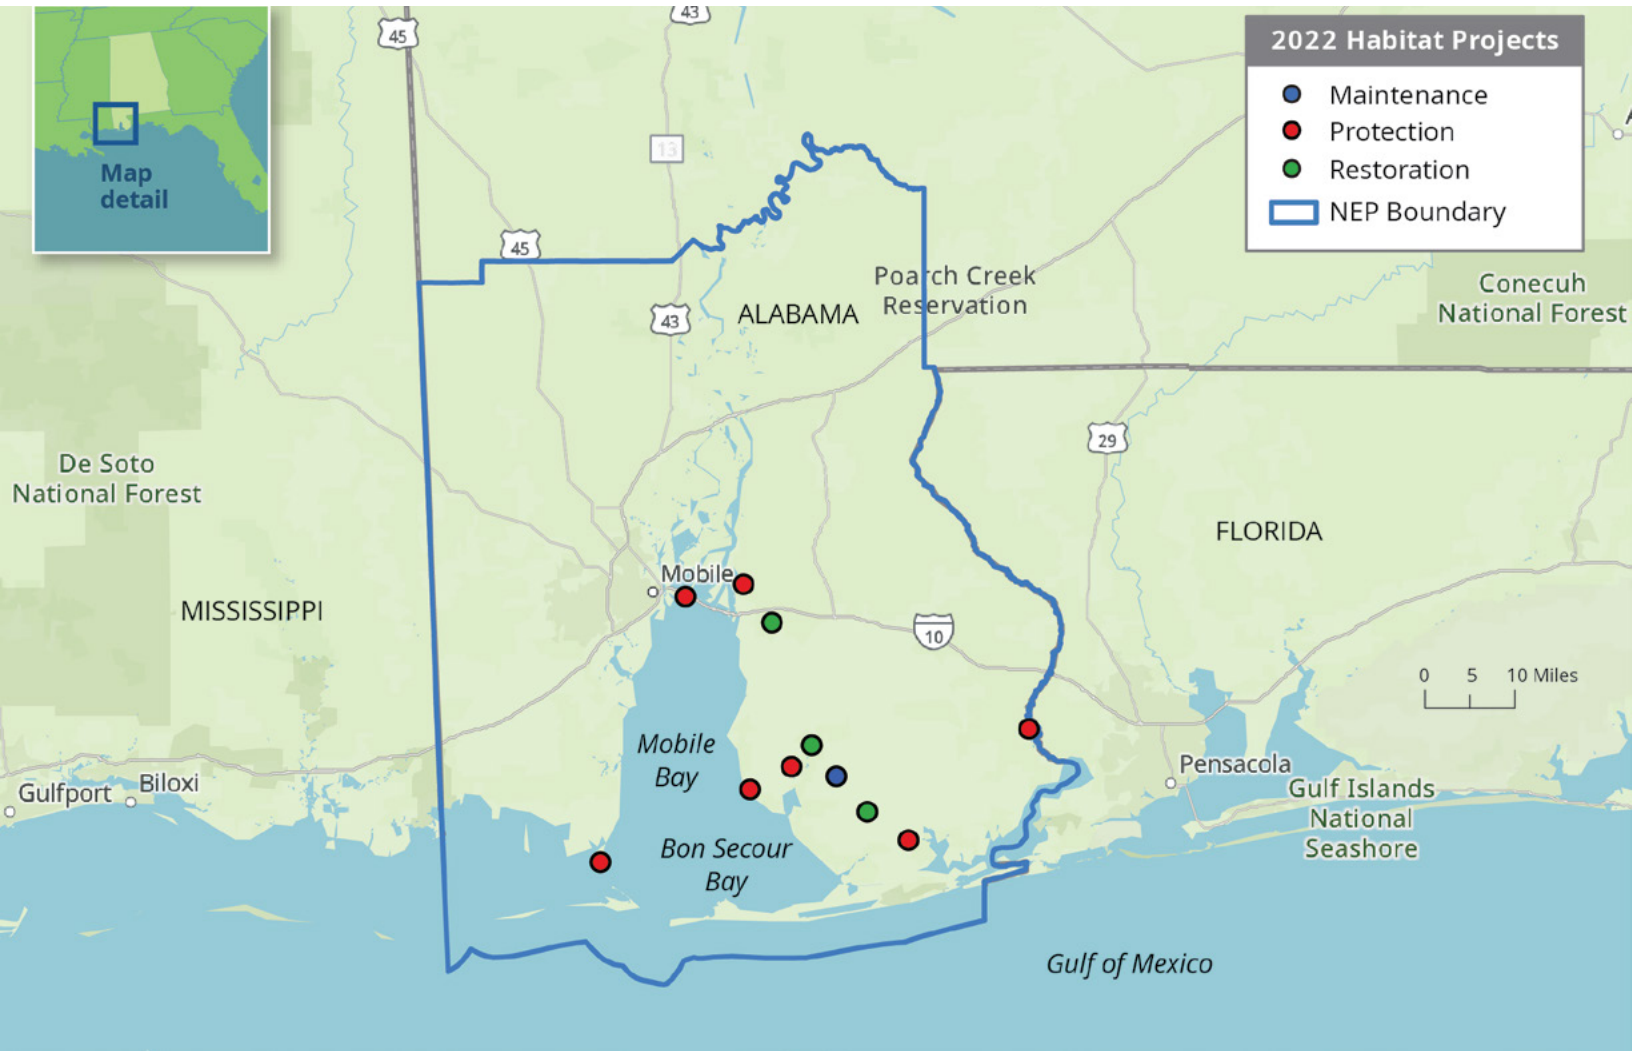 43
45
2022 Habitat Projects
Maintenance
Protection
Restoration
NEP Boundary
Map
detail
13
45
Poarch Creek
Reservation
Conecuh
National Forest
43
ALABAMA
29
De Soto
National Forest
FLORIDA
Mobile
MISSISSIPPI
10
0 5 10 Miles
Mobile
Bay
Pensacola
Biloxi
Gulfport
Gulf Islands
National
Seashore
Bon Secour
Bay
Gulf of Mexico